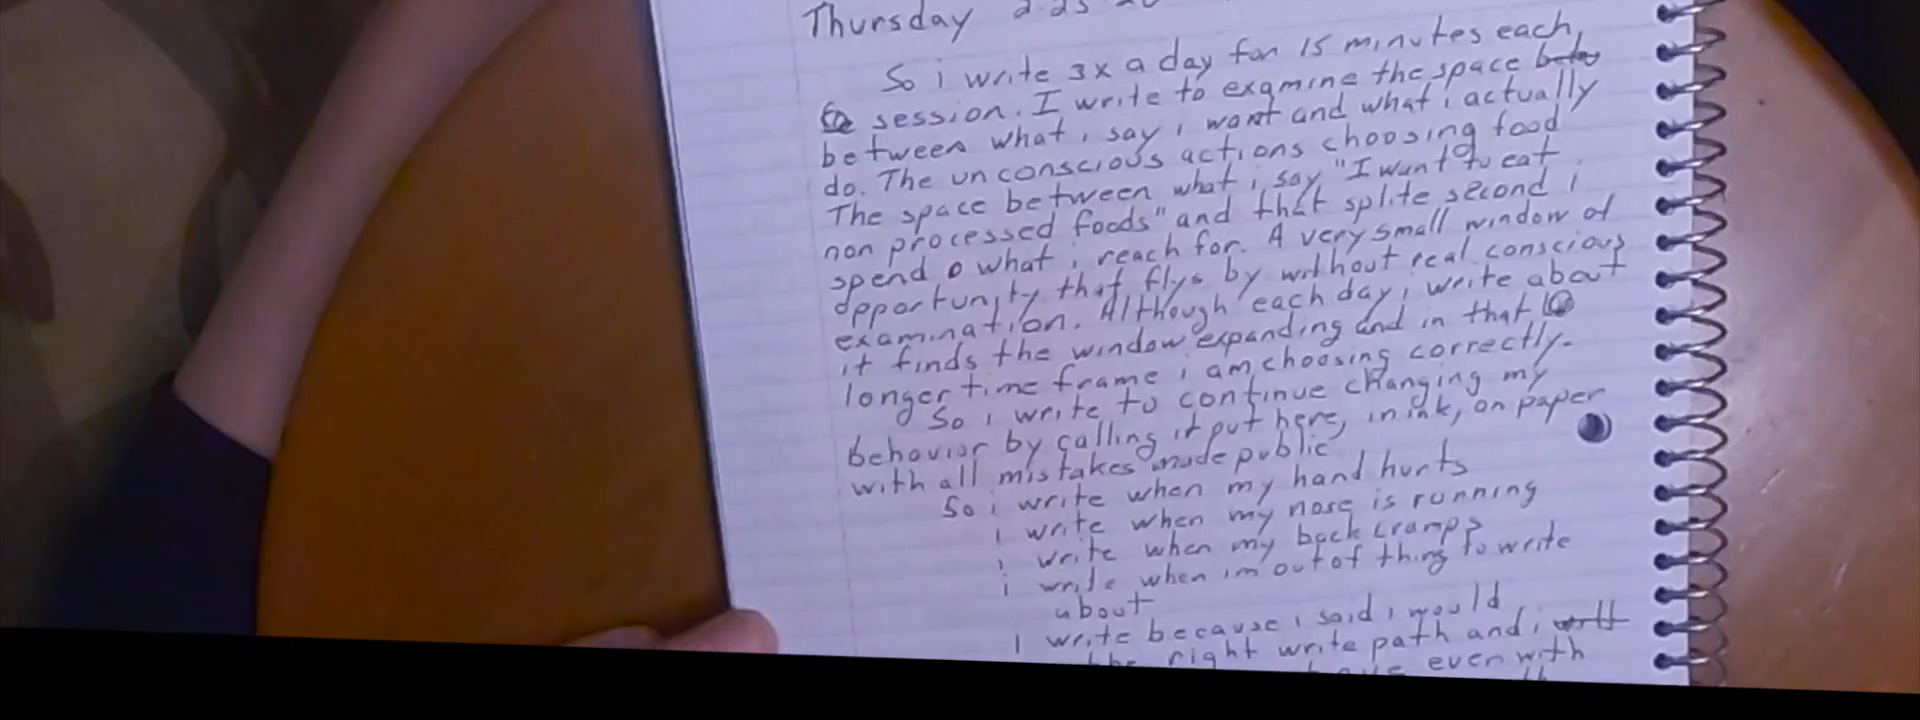 Thursday 2.25.20
So i write 3x a day for 15 minutes each
session. I write to examine the space
between what i say i want and what i actually
do. The unconscious actions choosing food
The space between what i say "I want to eat
non processed foods" and that splite second i
spend o what i reach for. A very small window of
opportunity that flys by without real conscious
examination. Although each day i write about
it finds the window expanding and in that
longer time frame i am choosing correctly.
So i write to continue changing my
behavior by calling it out here, in ink, on paper
with all mistakes made public
So i write when my hand hurts
i write when my nose is running
i write when my back cramps
i write when im out of thing to write
about
I write because i said i would
the right write path and i
even with